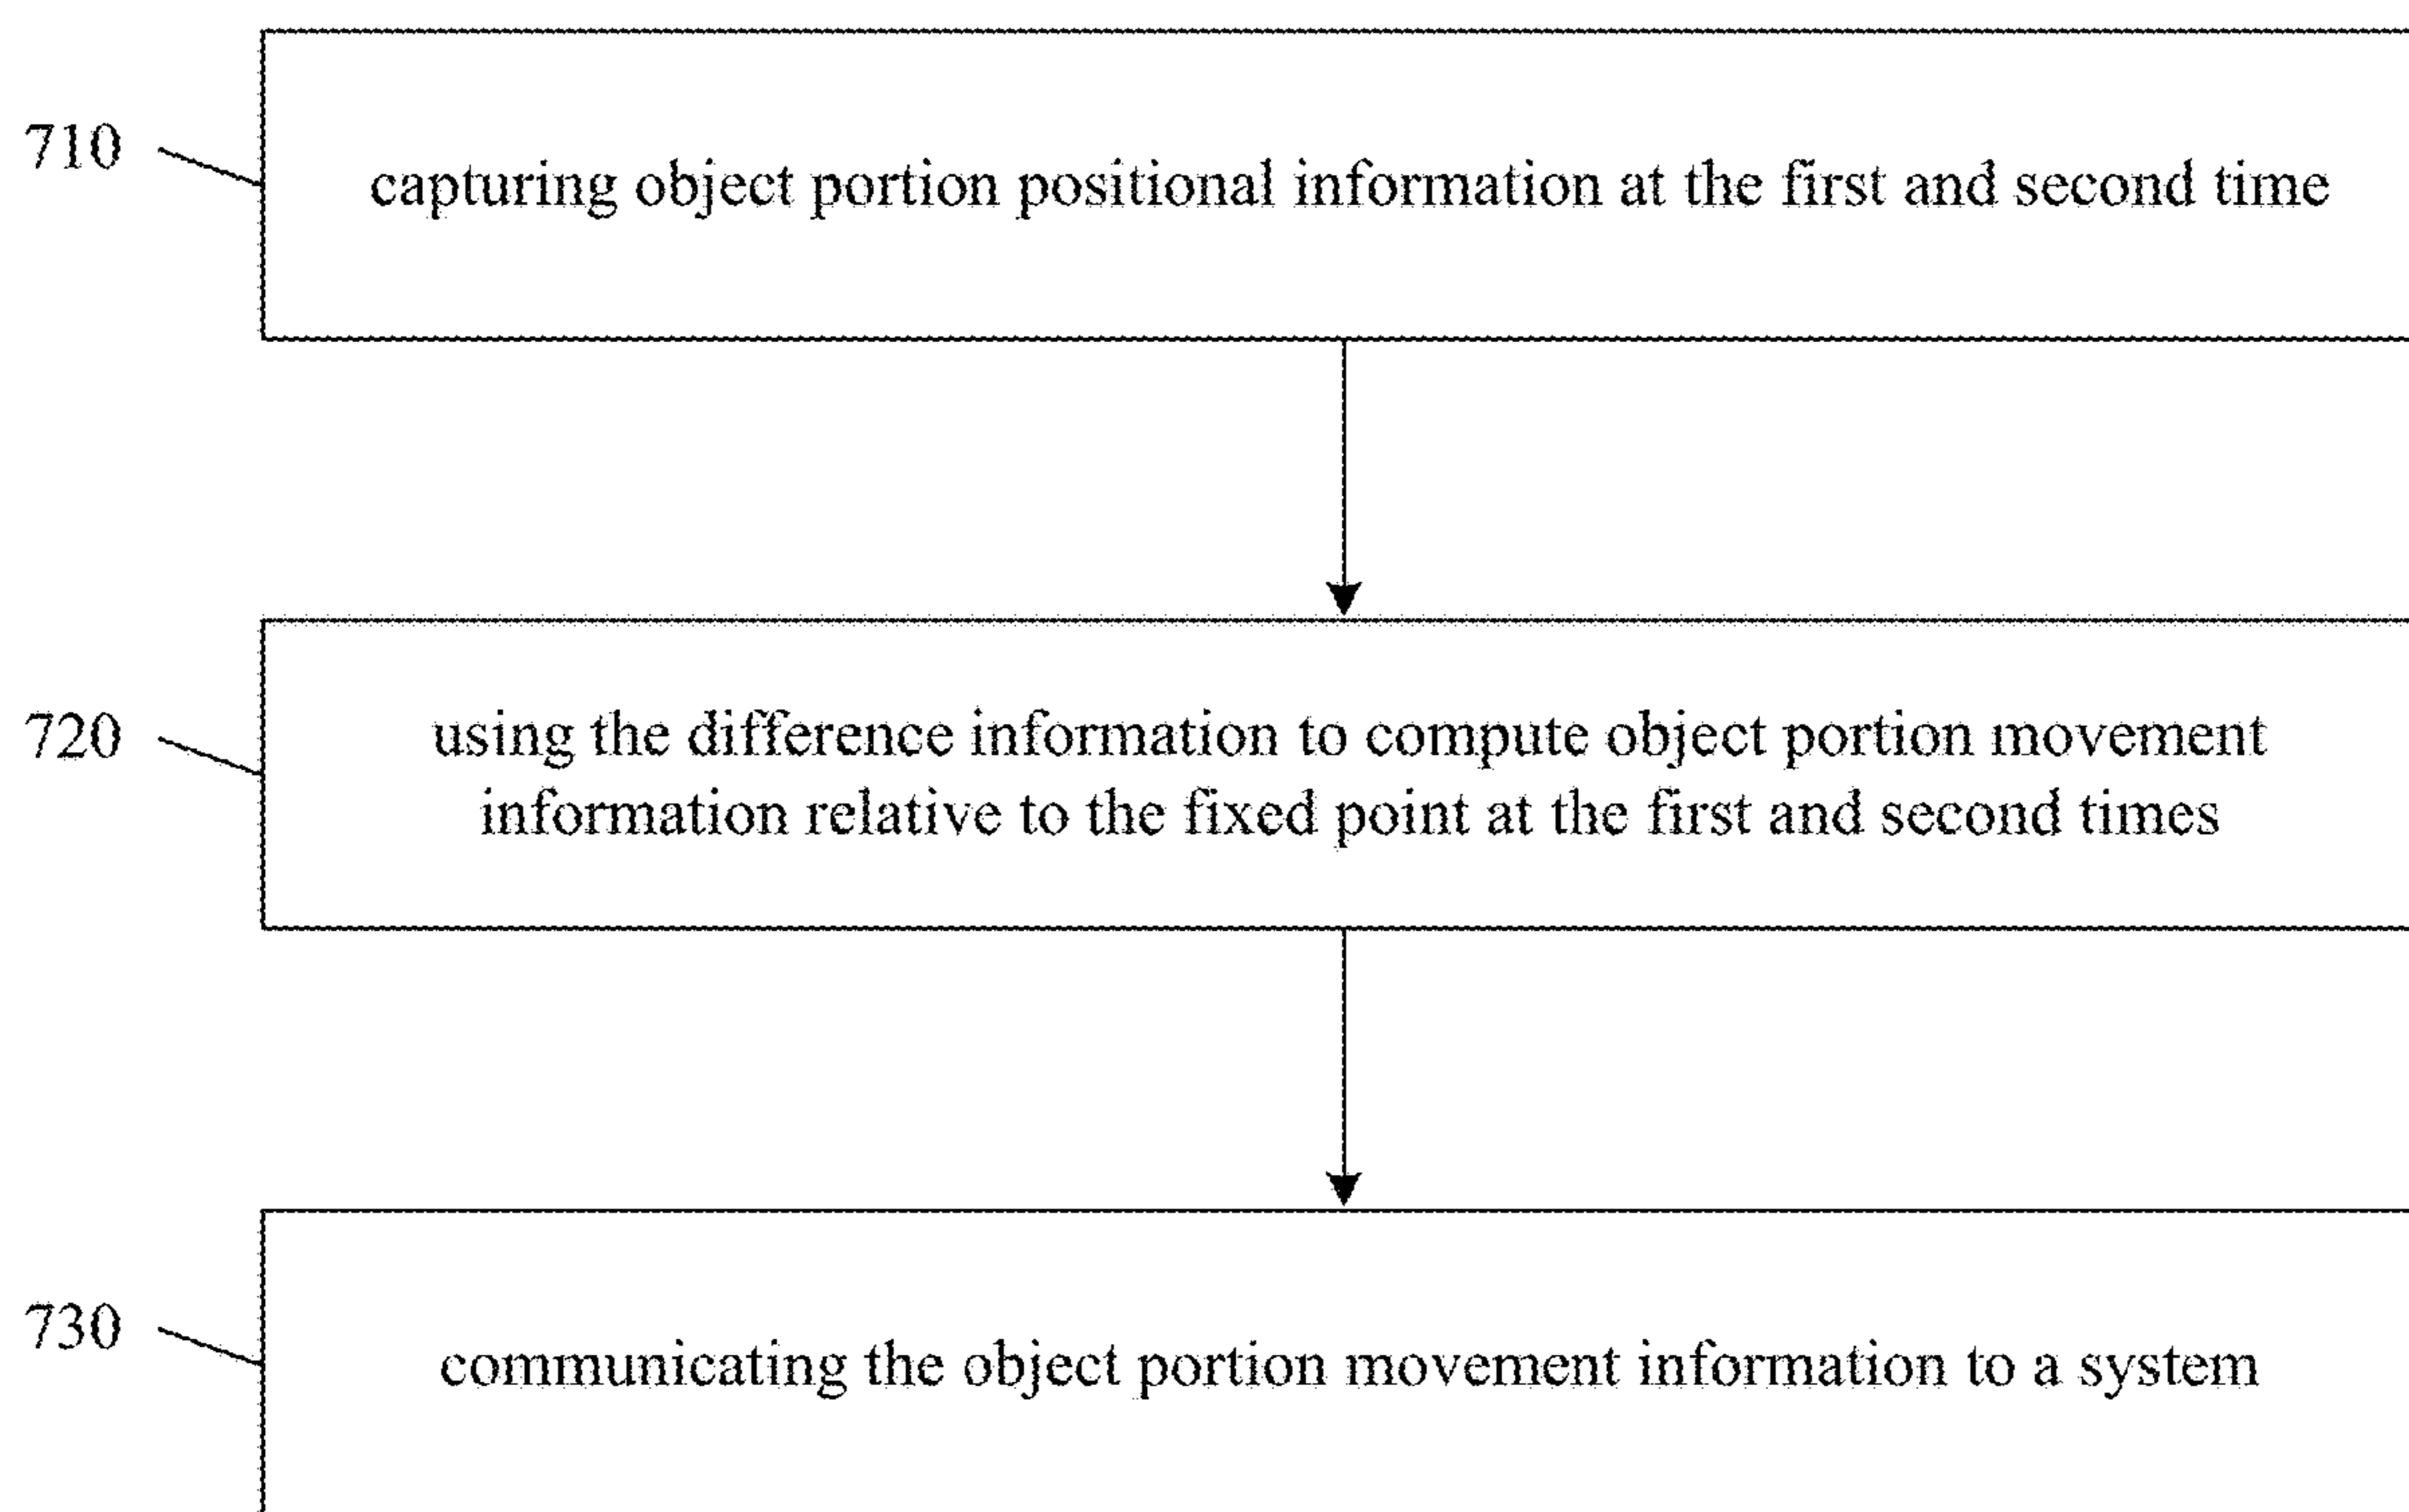 710
capturing object portion positional information at the first and second time
720
using the difference information to compute object portion movement
information relative to the fixed point at the first and second times
730
communicating the object portion movement information to a system